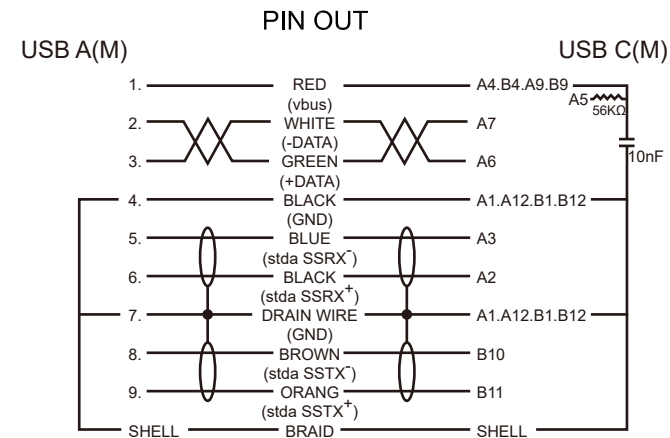 PIN OUT
USB A(M) USB C(M)
1. RED A4.B4.A9.B9
(vbus) A5 56KΩ
2. WHITE A7
(-DATA) 10nF
3. GREEN A6
(+DATA)
4. BLACK A1.A12.B1.B12
(GND)
5. BLUE A3
(stda SSRX-)
6. BLACK A2
(stda SSRX+)
7. DRAIN WIRE A1.A12.B1.B12
(GND)
8. BROWN B10
(stda SSTX-)
9. ORANG B11
(stda SSTX+)
SHELL BRAID SHELL